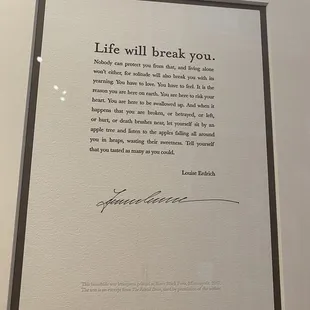 Life will break you.
Nobody can protect you from that, and living alone
won't either, for solitude will also break you with its
yearning. You have to love. You have to feel. It is the
reason you are here on earth. You are here to risk your
heart. You are here to be swallowed up. And when it
happens that you are broken, or betrayed, or left,
or hurt, or death brushes near, let yourself sit by an
apple tree and listen to the apples falling all around
you in heaps, wasting their sweetness. Tell yourself
that you tasted as many as you could.
Louise Erdrich